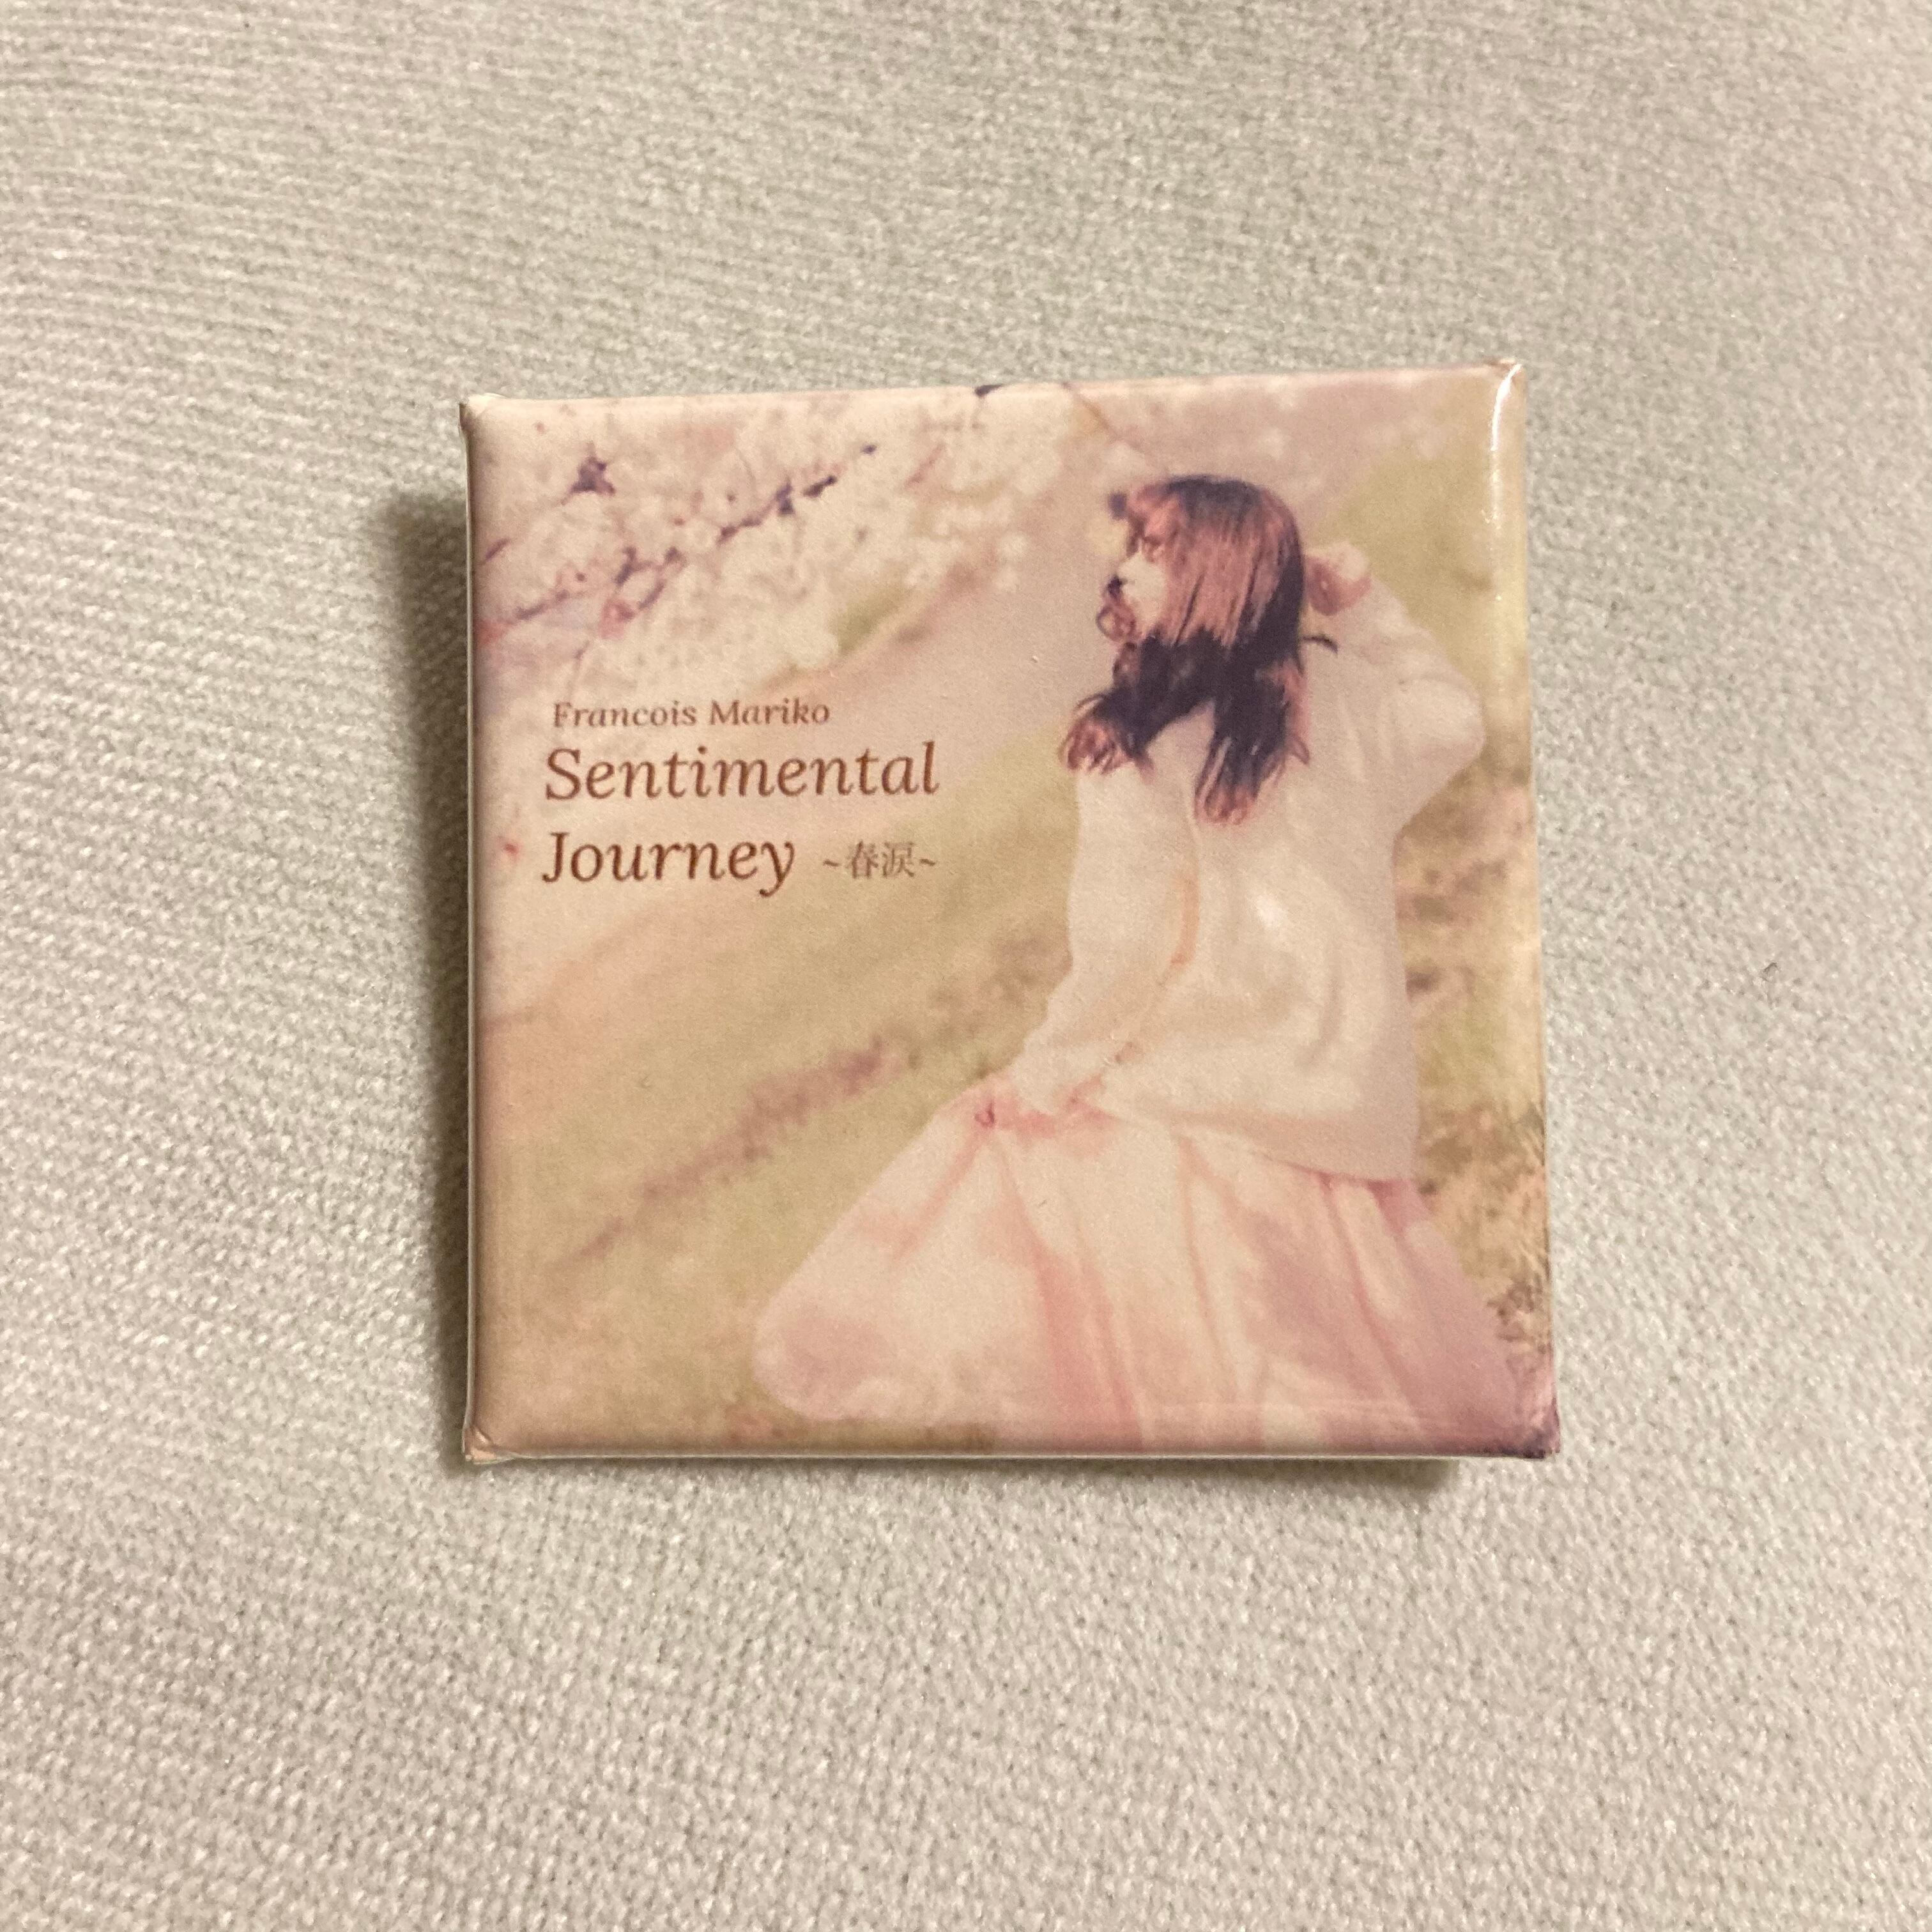 Francois Mariko
Sentimental
Journey ~春涙~